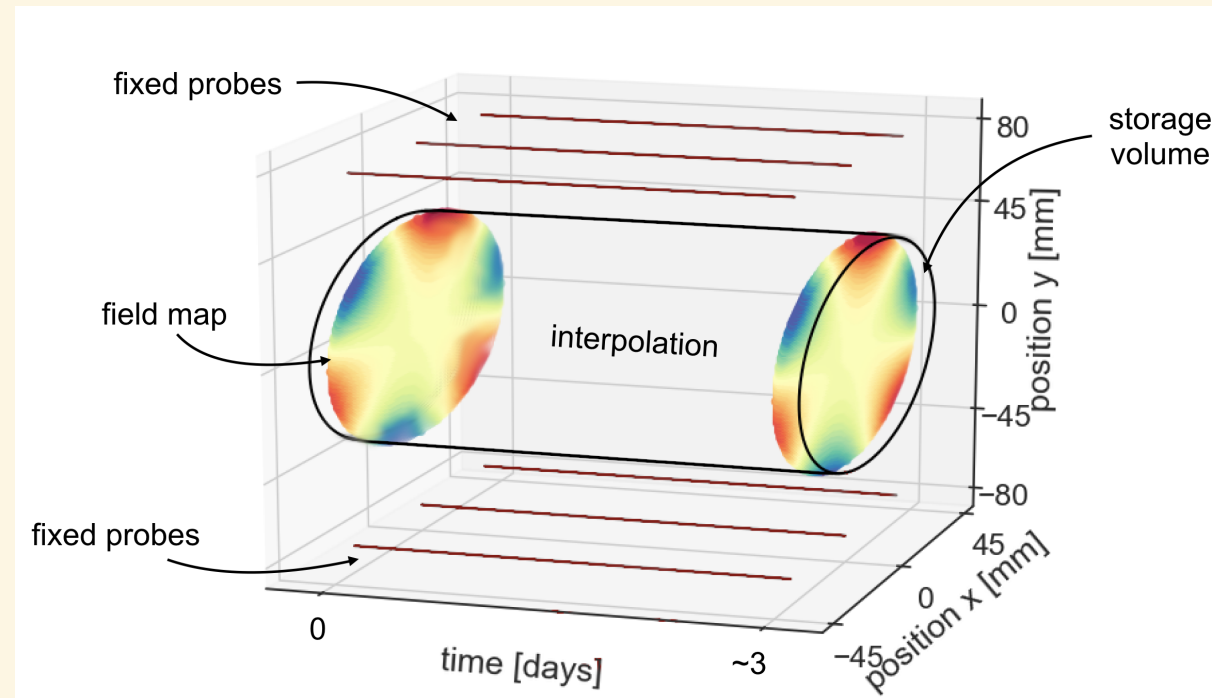 fixed probes
storage
volume
80
45
0
−45
−80
position y [mm]
field map
interpolation
fixed probes
45
0
−45
position x [mm]
0
~3
time [days]